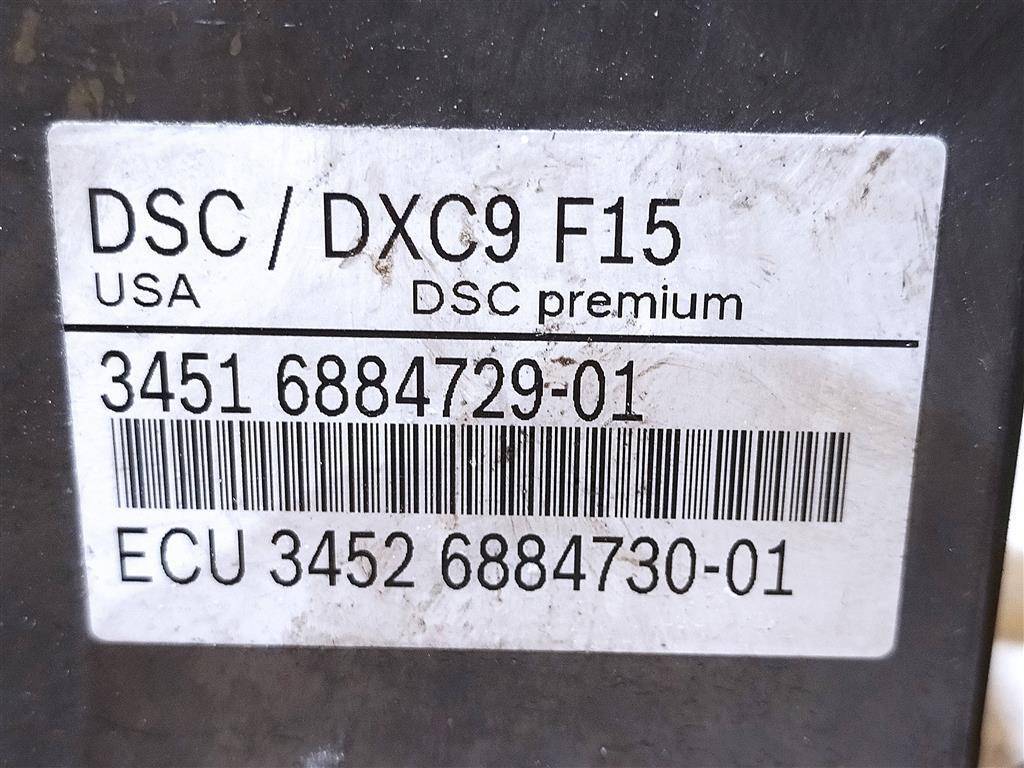 DSC / DXC9 F15
USA DSC premium
3451 6884729-01
ECU 3452 6884730-01